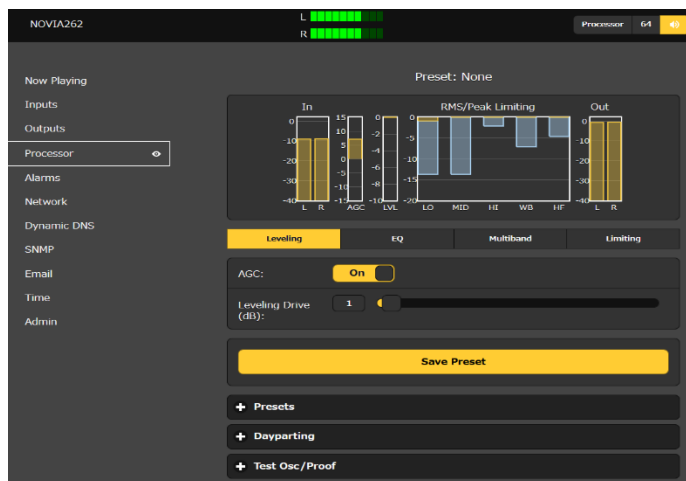 NOVIA262
L
R
Processor 64
Now Playing
Inputs
Outputs
Processor
Alarms
Network
Dynamic DNS
SNMP
Email
Time
Admin
Preset: None
In
RMS/Peak Limiting
Out
0
-10
-20
-30
-40
L R
15
10
5
0
-5
-10
-15
AGC
0
-2
-4
-6
-8
-10
LVL
0
-5
-10
-15
-20
LO MID HI WB HF
0
-10
-20
-30
-40
L R
Leveling EQ Multiband Limiting
AGC: On
Leveling Drive 1
(dB):
Save Preset
Presets
Dayparting
Test Osc/Proof